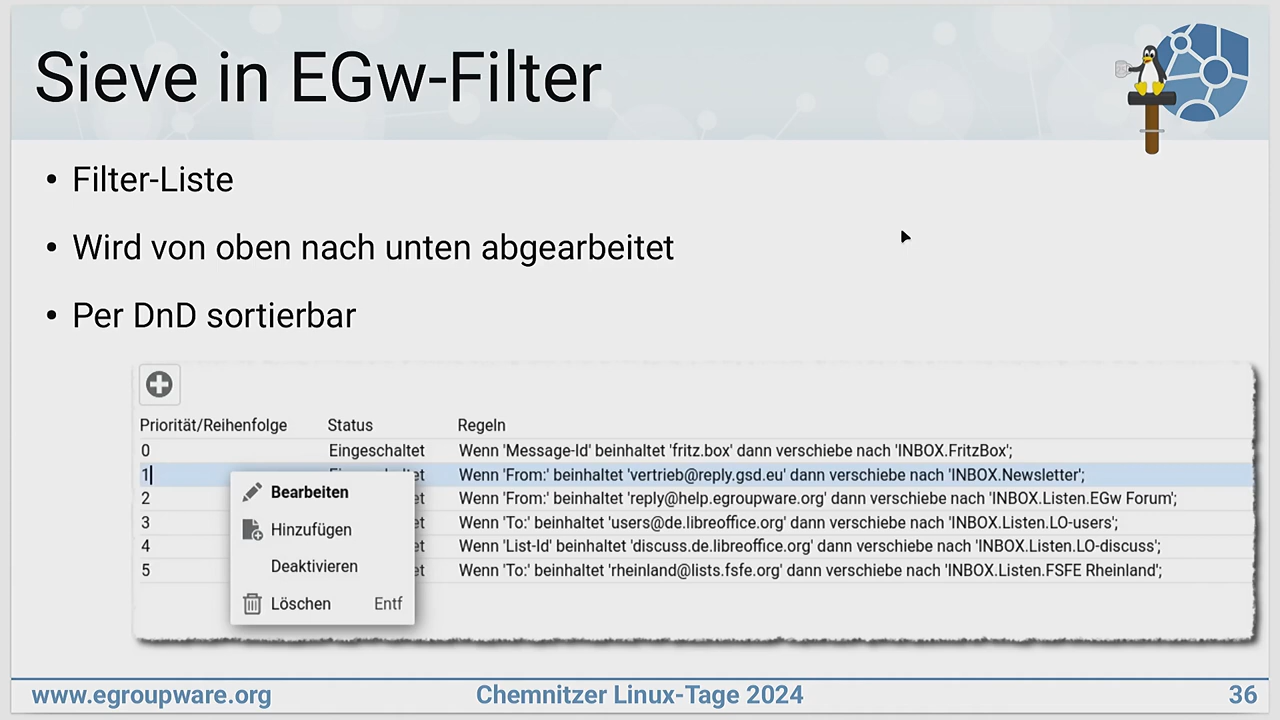 Sieve in EGw-Filter
• Filter-Liste
• Wird von oben nach unten abgearbeitet
• Per DnD sortierbar
Priorität/Reihenfolge Status Regeln
0 Eingeschaltet Wenn 'Message-Id' beinhaltet 'fritz.box' dann verschiebe nach 'INBOX.FritzBox';
1 Wenn 'From:' beinhaltet 'vertrieb@reply.gsd.eu' dann verschiebe nach 'INBOX.Newsletter';
2 et Wenn 'From:' beinhaltet 'reply@help.egroupware.org' dann verschiebe nach 'INBOX.Listen.EGw Forum';
3 et Wenn 'To:' beinhaltet 'users@de.libreoffice.org' dann verschiebe nach 'INBOX.Listen.LO-users';
4 et Wenn 'List-Id' beinhaltet 'discuss.de.libreoffice.org' dann verschiebe nach 'INBOX.Listen.LO-discuss';
5 et Wenn 'To:' beinhaltet 'rheinland@lists.fsfe.org' dann verschiebe nach 'INBOX.Listen.FSFE Rheinland';
Bearbeiten
Hinzufügen
Deaktivieren
Löschen Entf
www.egroupware.org Chemnitzer Linux-Tage 2024 36